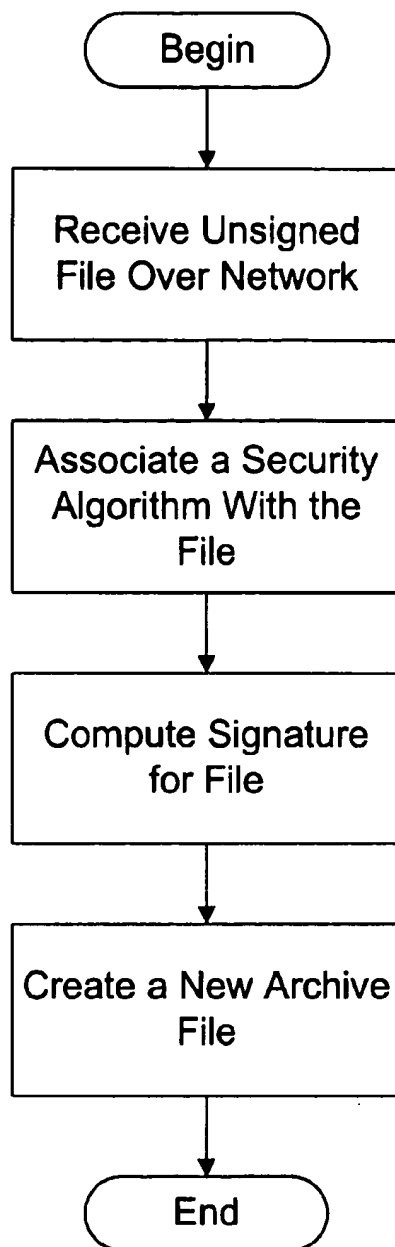 Begin
Receive Unsigned
File Over Network
Associate a Security
Algorithm With the
File
Compute Signature
for File
Create a New Archive
File
End